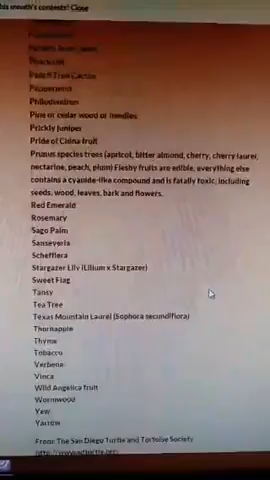 this month's contests! Close
Peach Tree Cactus
Peppermint
Philodendron
Pine or cedar wood or needles
Prickly Juniper
Pride of China fruit
Prunus species trees (apricot, bitter almond, cherry, cherry laurel,
nectarine, peach, plum) Fleshy fruits are edible, everything else
contains a cyanide-like compound and is fatally toxic, including
seeds, wood, leaves, bark and flowers.
Red Emerald
Rosemary
Sago Palm
Sanseveria
Schefflera
Stargazer Lily (Lilium x Stargazer)
Sweet Flag
Tansy
Tea Tree
Texas Mountain Laurel (Sophora secundiflora)
Thornapple
Thyme
Tobacco
Verbena
Vinca
Wild Angelica fruit
Wormwood
Yew
Yarrow
From: The San Diego Turtle and Tortoise Society